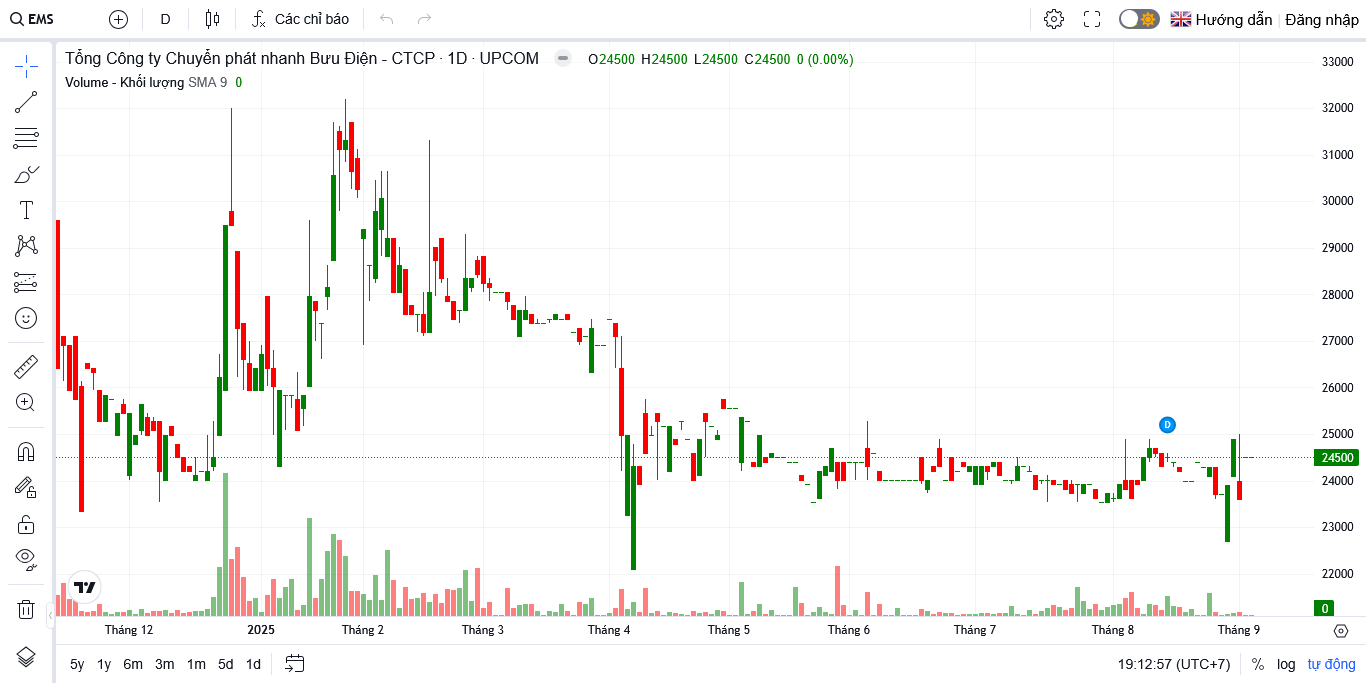 EMS D Các chỉ báo Hướng dẫn Đăng nhập
Tổng Công ty Chuyển phát nhanh Bưu Điện - CTCP · 1D · UPCOM O24500 H24500 L24500 C24500 0 (0.00%)
Volume - Khối lượng SMA 9 0
33000
32000
31000
30000
29000
28000
27000
26000
25000
D
24500
24000
23000
22000
0
Tháng 12 2025 Tháng 2 Tháng 3 Tháng 4 Tháng 5 Tháng 6 Tháng 7 Tháng 8 Tháng 9
5y 1y 6m 3m 1m 5d 1d 19:12:57 (UTC+7) % log tự động